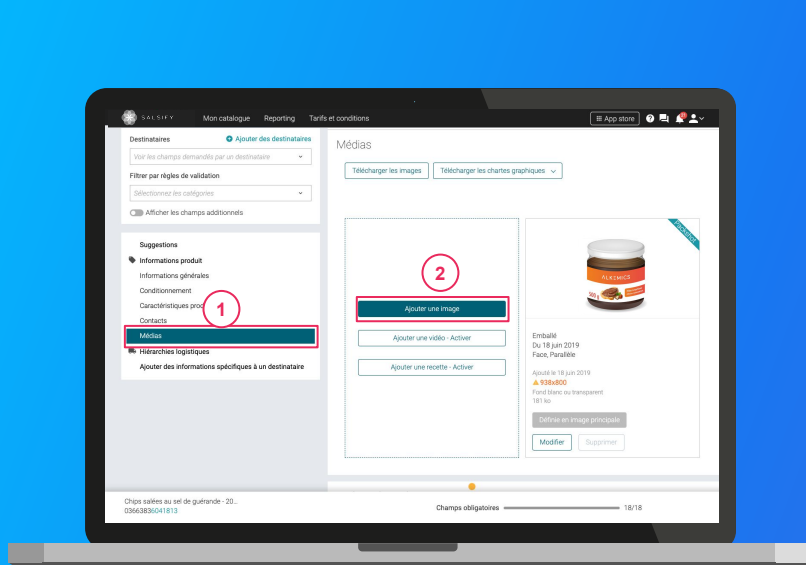 SALSIFY
Mon catalogue
Reporting
Tarifs et conditions
App store
Destinataires
Ajouter des destinataires
Voir les champs demandés par un destinataire
Filtrer par règles de validation
Sélectionnez les catégories
Afficher les champs additionnels
Suggestions
Informations produit
Informations générales
Conditionnement
Caractéristiques prod
1
Contacts
Médias
Hiérarchies logistiques
Ajouter des informations spécifiques à un destinataire
Médias
Télécharger les images
Télécharger les chartes graphiques
2
Ajouter une image
Ajouter une vidéo - Activer
Ajouter une recette - Activer
Packshot
ALKEMICS
300 g
Emballé
Du 18 juin 2019
Face, Parallèle
Ajouté le 18 juin 2019
938x800
Fond blanc ou transparent
181 ko
Définie en image principale
Modifier
Supprimer
Chips salées au sel de guérande - 20...
03663836041813
Champs obligatoires
18/18